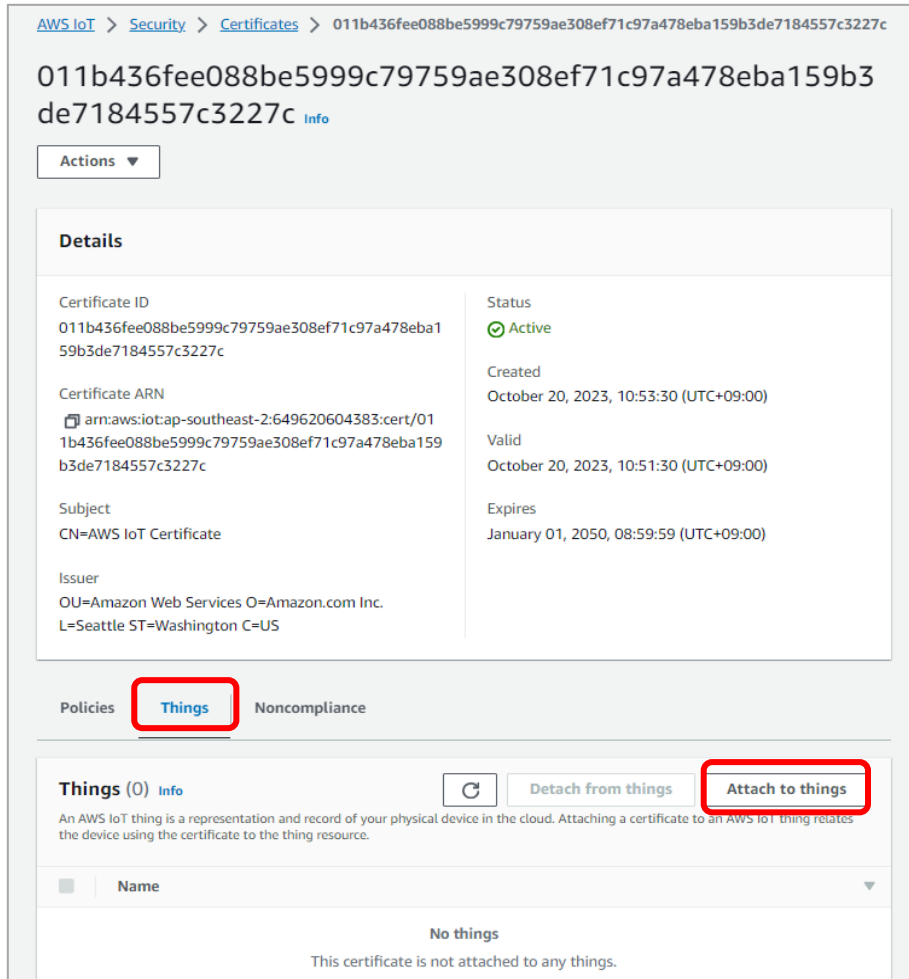 AWS IoT > Security > Certificates > 011b436fee088be5999c79759ae308ef71c97a478eba159b3de7184557c3227c
011b436fee088be5999c79759ae308ef71c97a478eba159b3
de7184557c3227c Info
Actions ▼
Details
Certificate ID
011b436fee088be5999c79759ae308ef71c97a478eba1
59b3de7184557c3227c
Certificate ARN
arn:aws:iot:ap-southeast-2:649620604383:cert/01
1b436fee088be5999c79759ae308ef71c97a478eba159
b3de7184557c3227c
Subject
CN=AWS IoT Certificate
Issuer
OU=Amazon Web Services O=Amazon.com Inc.
L=Seattle ST=Washington C=US
Status
Active
Created
October 20, 2023, 10:53:30 (UTC+09:00)
Valid
October 20, 2023, 10:51:30 (UTC+09:00)
Expires
January 01, 2050, 08:59:59 (UTC+09:00)
Policies Things Noncompliance
Things (0) Info Detach from things Attach to things
An AWS IoT thing is a representation and record of your physical device in the cloud. Attaching a certificate to an AWS IoT thing relates
the device using the certificate to the thing resource.
Name
No things
This certificate is not attached to any things.